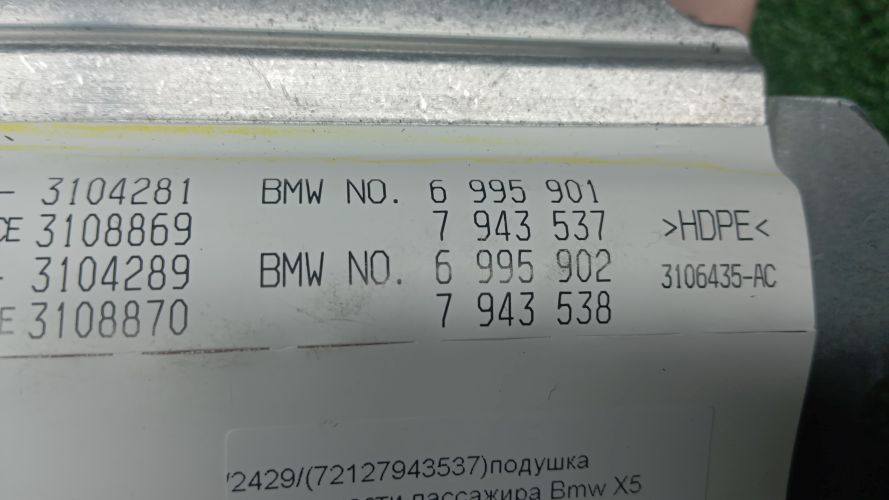 - 3104281 BMW NO. 6 995 901
3108869 7 943 537 >HDPE<
3104289 BMW NO. 6 995 902 3106435-AC
E 3108870 7 943 538
/2429/(72127943537)подушка
пассажира Bmw X5